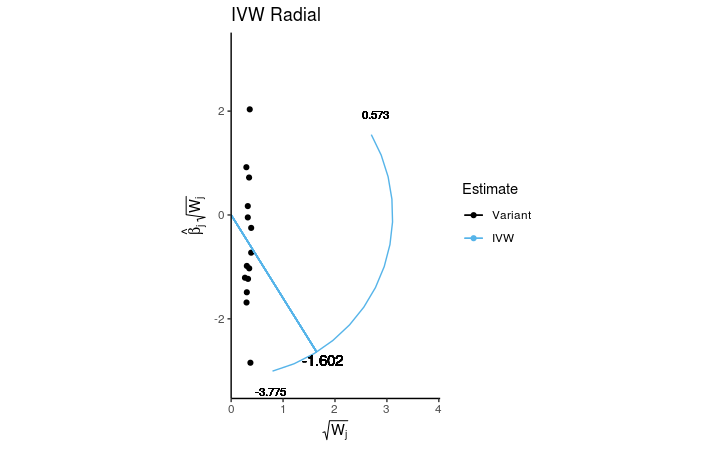 IVW Radial
0.573
2
0
-2
β̂ⱼ√Wⱼ
-1.602
-3.775
0 1 2 3 4
√Wⱼ
Estimate
Variant
IVW